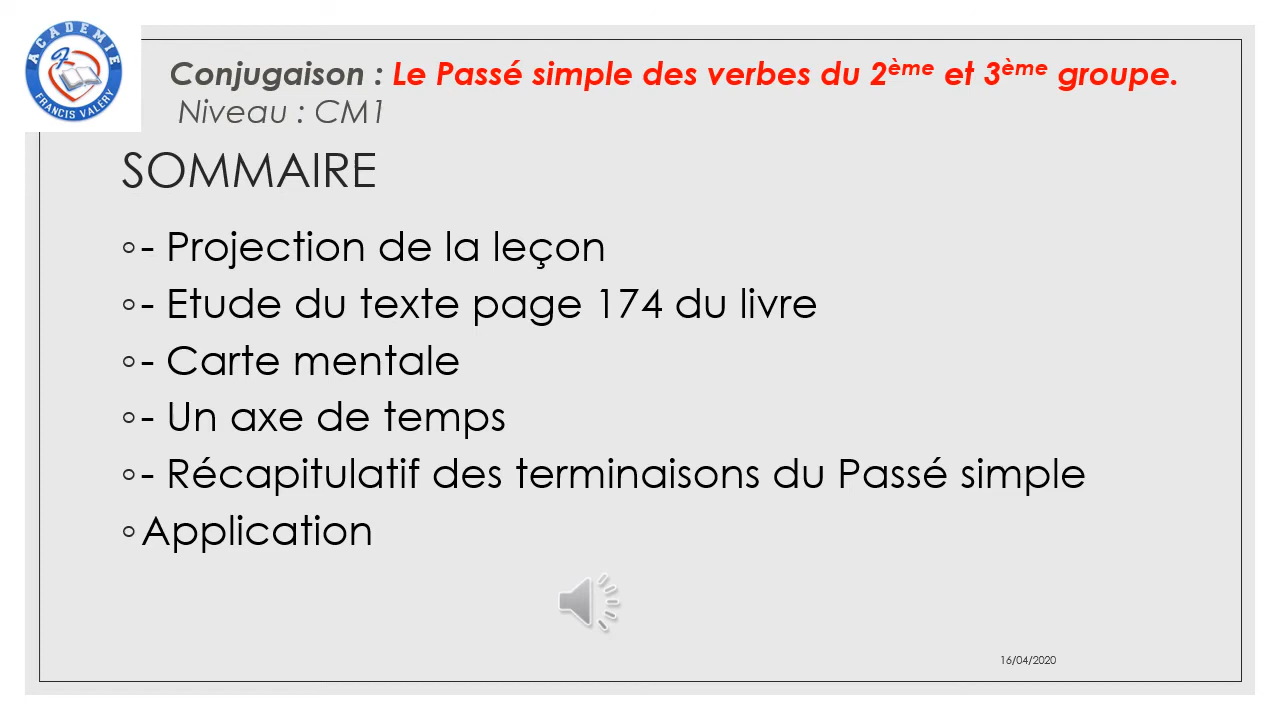 ACADEMIE
FRANCIS VALERY
Conjugaison : Le Passé simple des verbes du 2ème et 3ème groupe.
Niveau : CM1
SOMMAIRE
◦- Projection de la leçon
◦- Etude du texte page 174 du livre
◦- Carte mentale
◦- Un axe de temps
◦- Récapitulatif des terminaisons du Passé simple
◦Application
16/04/2020